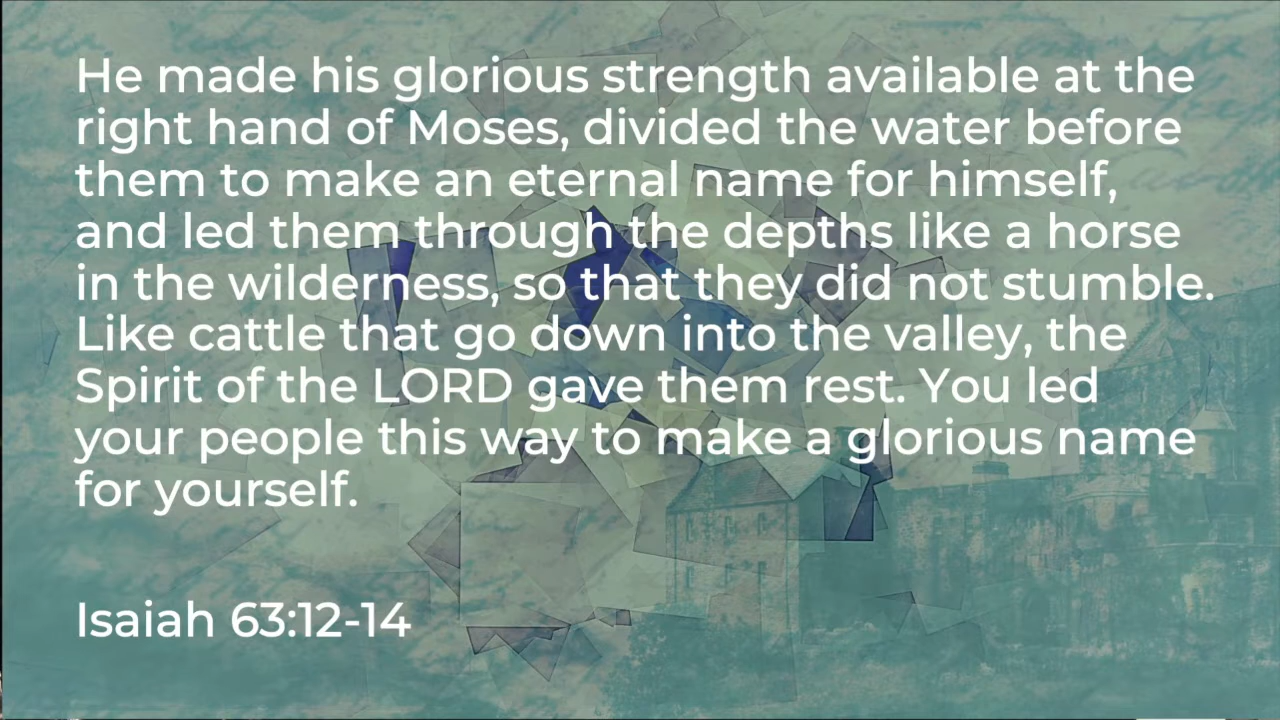 He made his glorious strength available at the
right hand of Moses, divided the water before
them to make an eternal name for himself,
and led them through the depths like a horse
in the wilderness, so that they did not stumble.
Like cattle that go down into the valley, the
Spirit of the LORD gave them rest. You led
your people this way to make a glorious name
for yourself.
Isaiah 63:12-14